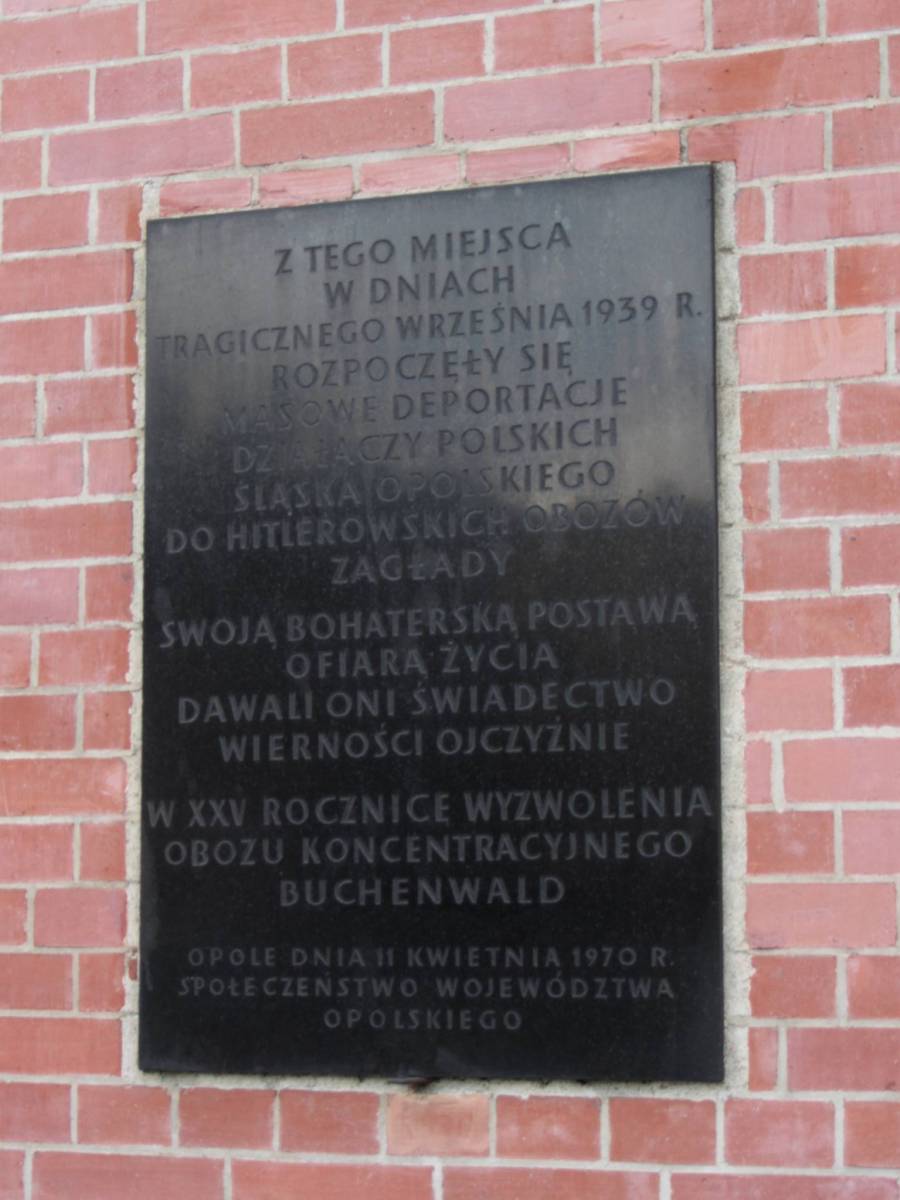 Z TEGO MIEJSCA
W DNIACH
TRAGICZNEGO WRZEŚNIA 1939 R.
ROZPOCZĘŁY SIĘ
MASOWE DEPORTACJE
DZIAŁACZY POLSKICH
ŚLĄSKA OPOLSKIEGO
DO HITLEROWSKICH OBOZÓW
ZAGŁADY
SWOJĄ BOHATERSKĄ POSTAWĄ
OFIARĄ ŻYCIA
DAWALI ONI ŚWIADECTWO
WIERNOŚCI OJCZYŹNIE
W XXV ROCZNICĘ WYZWOLENIA
OBOZU KONCENTRACYJNEGO
BUCHENWALD
OPOLE DNIA 11 KWIETNIA 1970 R.
SPOŁECZEŃSTWO WOJEWÓDZTWA
OPOLSKIEGO